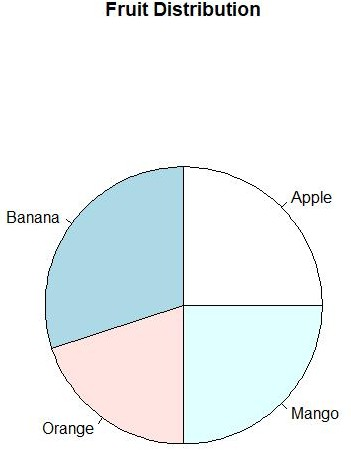 Fruit Distribution
Apple
Banana
Orange
Mango